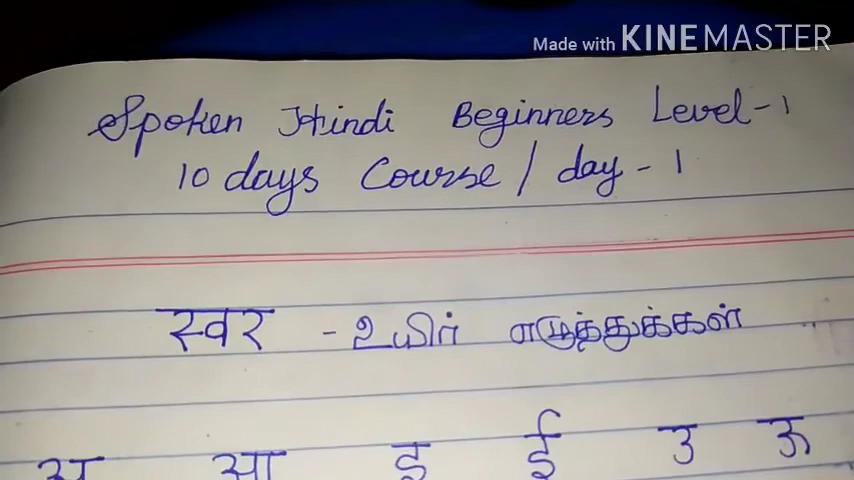 Made with KINEMASTER
Spoken Hindi Beginners Level-1
10 days Course / day - 1
स्वर - உயிர் எழுத்துக்கள்
अ आ इ ई उ ऊ